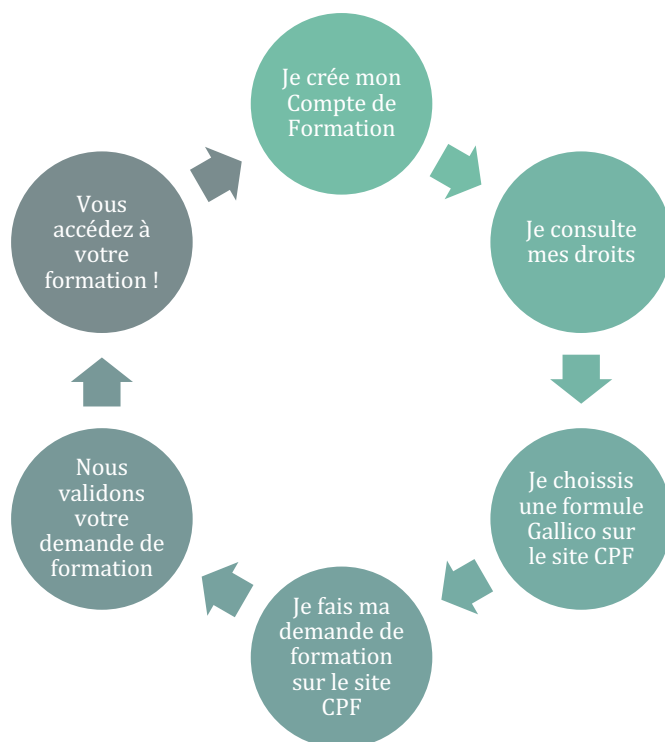 Je crée mon
Compte de
Formation
Je consulte
mes droits
Je choissis
une formule
Gallico sur
le site CPF
Je fais ma
demande de
formation
sur le site
CPF
Nous
validons
votre
demande de
formation
Vous
accédez à
votre
formation !